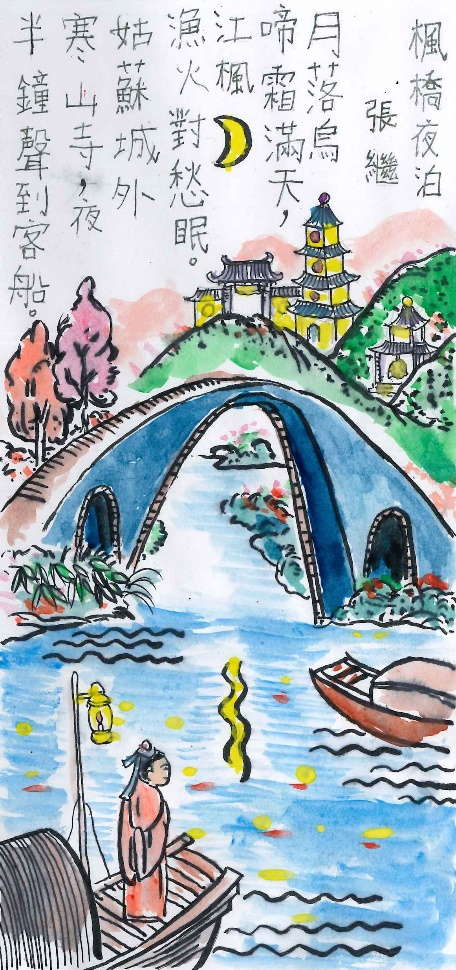 楓橋夜泊
張繼
月落烏
啼霜滿天，
江楓
漁火對愁眠。
姑蘇城外
寒山寺，夜
半鐘聲到客船。